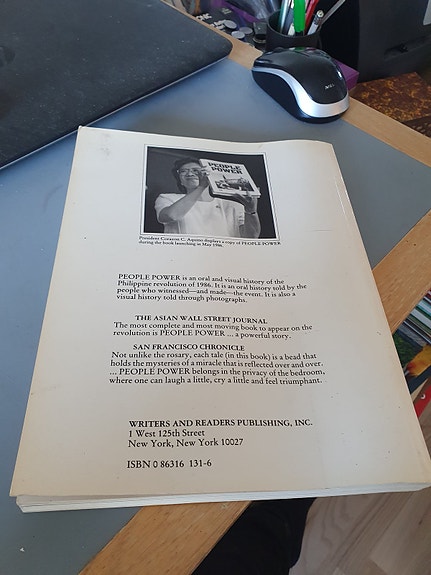 PEOPLE
POWER
President Corazon C. Aquino displays a copy of PEOPLE POWER
during the book launching in May 1986.
PEOPLE POWER is an oral and visual history of the
Philippine revolution of 1986. It is an oral history told by the
people who witnessed—and made—the event. It is also a
visual history told through photographs.
THE ASIAN WALL STREET JOURNAL
The most complete and most moving book to appear on the
revolution is PEOPLE POWER ... a powerful story.
SAN FRANCISCO CHRONICLE
Not unlike the rosary, each tale (in this book) is a bead that
holds the mysteries of a miracle that is reflected over and over.
... PEOPLE POWER belongs in the privacy of the bedroom,
where one can laugh a little, cry a little and feel triumphant.
WRITERS AND READERS PUBLISHING, INC.
1 West 125th Street
New York, New York 10027
ISBN 0 86316 131-6